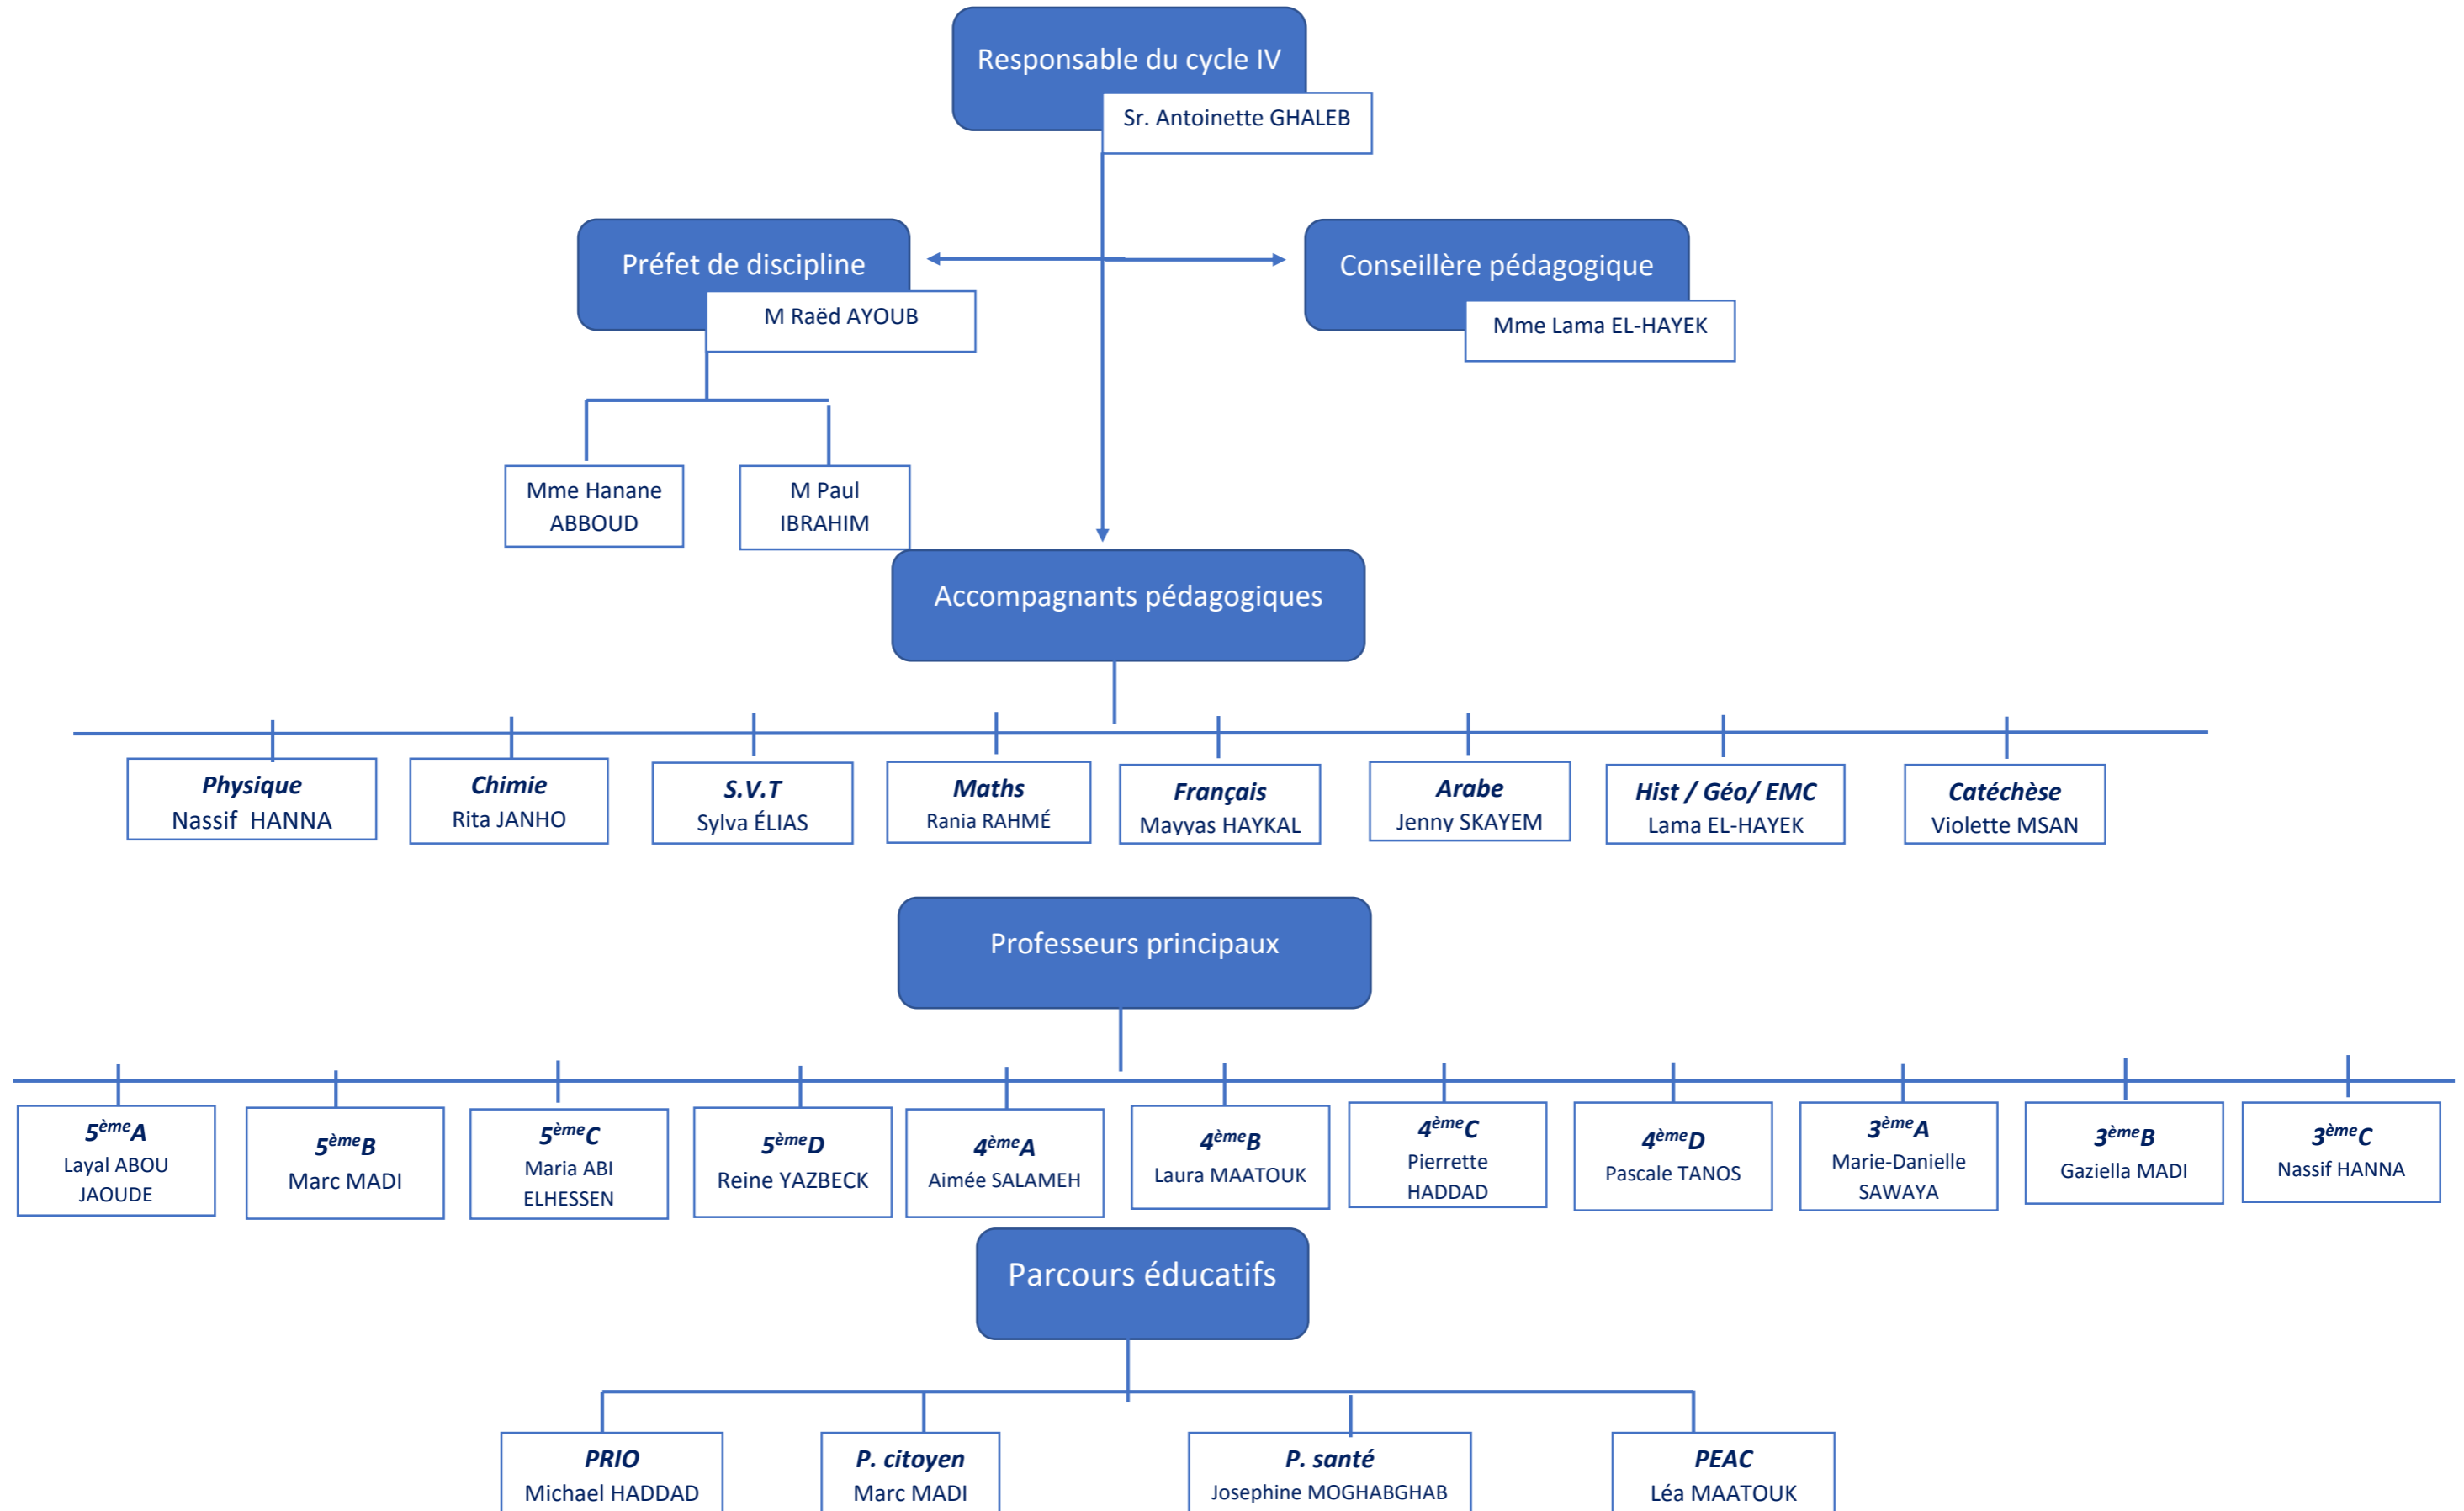 Responsable du cycle IV
Sr. Antoinette GHALEB
Préfet de discipline
M Raëd AYOUB
Conseillère pédagogique
Mme Lama EL-HAYEK
Mme Hanane
ABBOUD
M Paul
IBRAHIM
Accompagnants pédagogiques
Physique
Nassif HANNA
Chimie
Rita JANHO
S.V.T
Sylva ÉLIAS
Maths
Rania RAHMÉ
Français
Mayyas HAYKAL
Arabe
Jenny SKAYEM
Hist / Géo/ EMC
Lama EL-HAYEK
Catéchèse
Violette MSAN
Professeurs principaux
5èmeA
Layal ABOU
JAOUDE
5èmeB
Marc MADI
5èmeC
Maria ABI
ELHESSEN
5èmeD
Reine YAZBECK
4èmeA
Aimée SALAMEH
4èmeB
Laura MAATOUK
4èmeC
Pierrette
HADDAD
4èmeD
Pascale TANOS
3èmeA
Marie-Danielle
SAWAYA
3èmeB
Gaziella MADI
3èmeC
Nassif HANNA
Parcours éducatifs
PRIO
Michael HADDAD
P. citoyen
Marc MADI
P. santé
Josephine MOGHABGHAB
PEAC
Léa MAATOUK